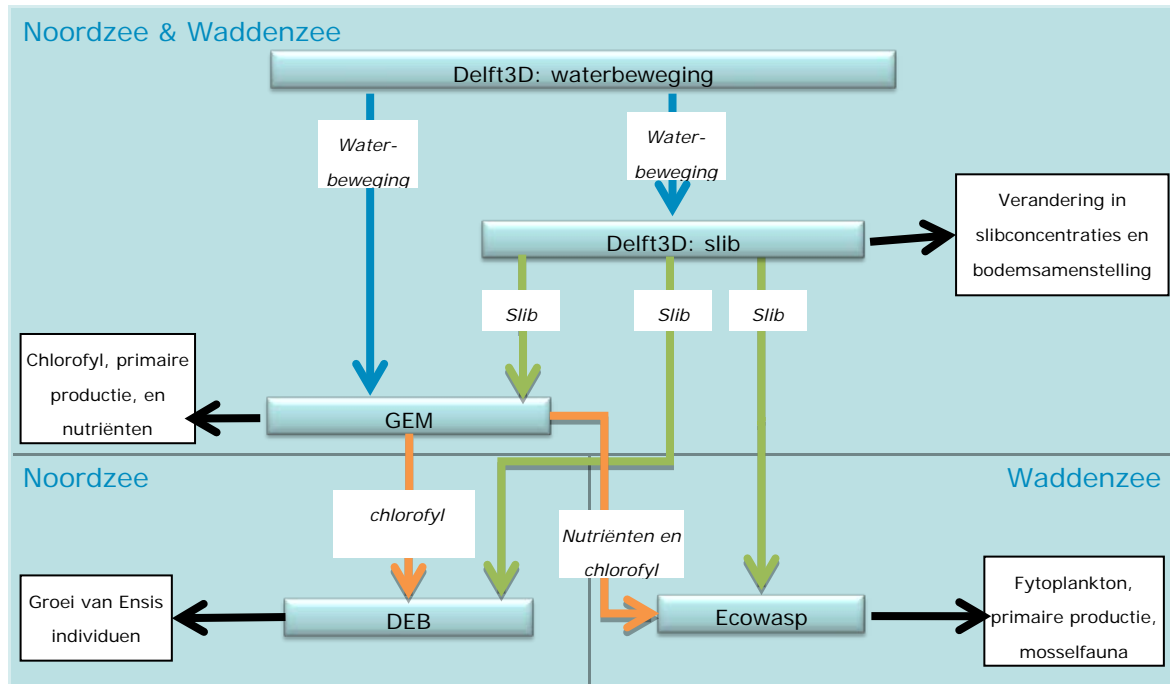 Noordzee & Waddenzee
Delft3D: waterbeweging
Water-
beweging
Water-
beweging
Verandering in
slibconcentraties en
bodemsamenstelling
Delft3D: slib
Slib
Slib
Slib
Chlorofyl, primaire
productie, en
nutriënten
GEM
Noordzee
Waddenzee
chlorofyl
Nutriënten en
chlorofyl
Groei van Ensis
individuen
DEB
Ecowasp
Fytoplankton,
primaire productie,
mosselfauna